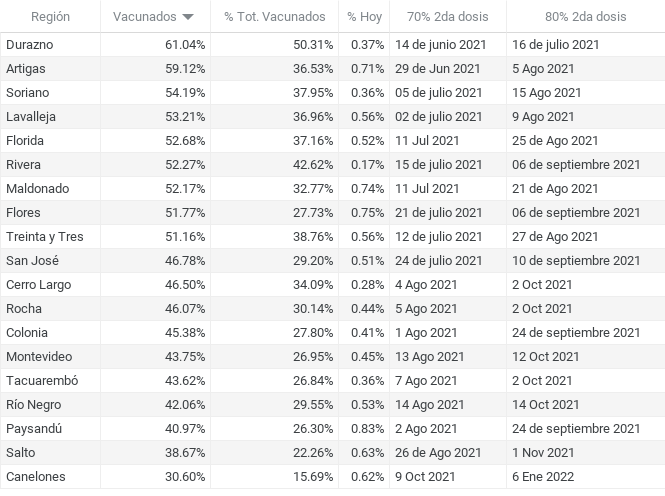 Región Vacunados % Tot. Vacunados % Hoy 70% 2da dosis 80% 2da dosis
Durazno 61.04% 50.31% 0.37% 14 de junio 2021 16 de julio 2021
Artigas 59.12% 36.53% 0.71% 29 de Jun 2021 5 Ago 2021
Soriano 54.19% 37.95% 0.36% 05 de julio 2021 15 Ago 2021
Lavalleja 53.21% 36.96% 0.56% 02 de julio 2021 9 Ago 2021
Florida 52.68% 37.16% 0.52% 11 Jul 2021 25 de Ago 2021
Rivera 52.27% 42.62% 0.17% 15 de julio 2021 06 de septiembre 2021
Maldonado 52.17% 32.77% 0.74% 11 Jul 2021 21 de Ago 2021
Flores 51.77% 27.73% 0.75% 21 de julio 2021 06 de septiembre 2021
Treinta y Tres 51.16% 38.76% 0.56% 12 de julio 2021 27 de Ago 2021
San José 46.78% 29.20% 0.51% 24 de julio 2021 10 de septiembre 2021
Cerro Largo 46.50% 34.09% 0.28% 4 Ago 2021 2 Oct 2021
Rocha 46.07% 30.14% 0.44% 5 Ago 2021 2 Oct 2021
Colonia 45.38% 27.80% 0.41% 1 Ago 2021 24 de septiembre 2021
Montevideo 43.75% 26.95% 0.45% 13 Ago 2021 12 Oct 2021
Tacuarembó 43.62% 26.84% 0.36% 7 Ago 2021 2 Oct 2021
Río Negro 42.06% 29.55% 0.53% 14 Ago 2021 14 Oct 2021
Paysandú 40.97% 26.30% 0.83% 2 Ago 2021 24 de septiembre 2021
Salto 38.67% 22.26% 0.63% 26 de Ago 2021 1 Nov 2021
Canelones 30.60% 15.69% 0.62% 9 Oct 2021 6 Ene 2022